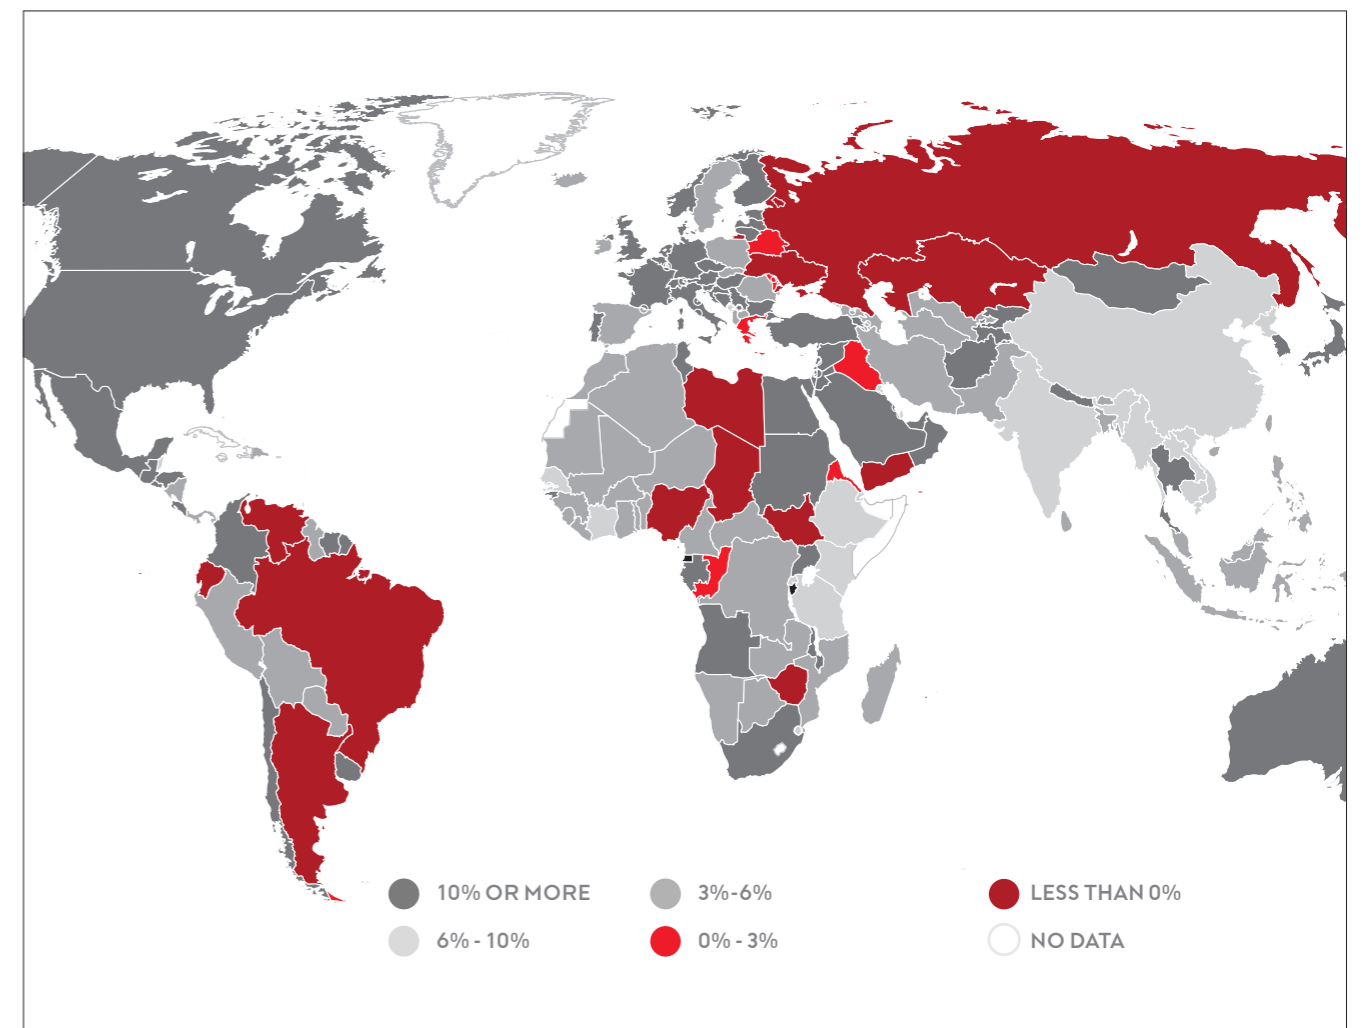 10% OR MORE
3%-6%
LESS THAN 0%
6% - 10%
0% - 3%
NO DATA